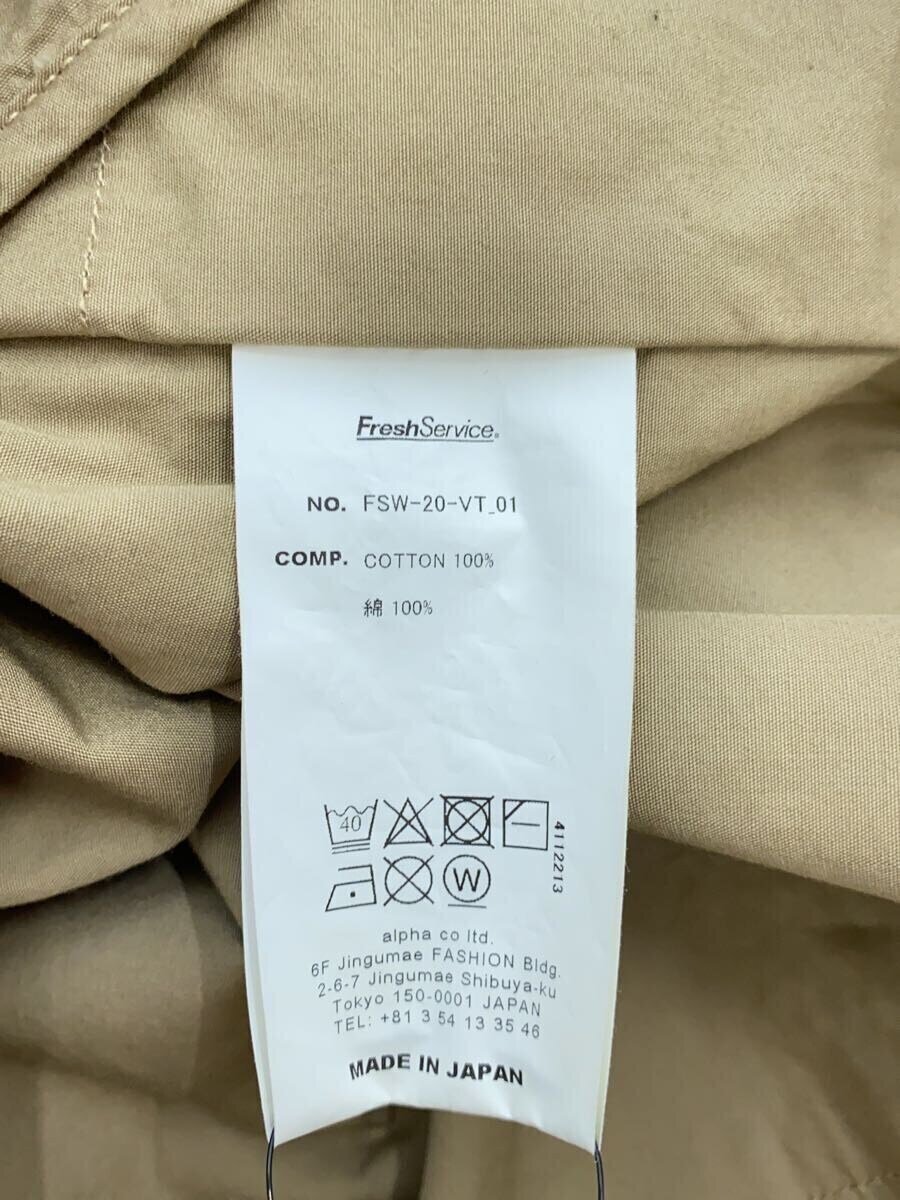 FreshService®
NO. FSW-20-VT_01
COMP. COTTON 100%
綿 100%
40
4112213
W
alpha co ltd.
6F Jingumae FASHION Bldg.
2-6-7 Jingumae Shibuya-ku
Tokyo 150-0001 JAPAN
TEL: +81 3 54 13 35 46
MADE IN JAPAN